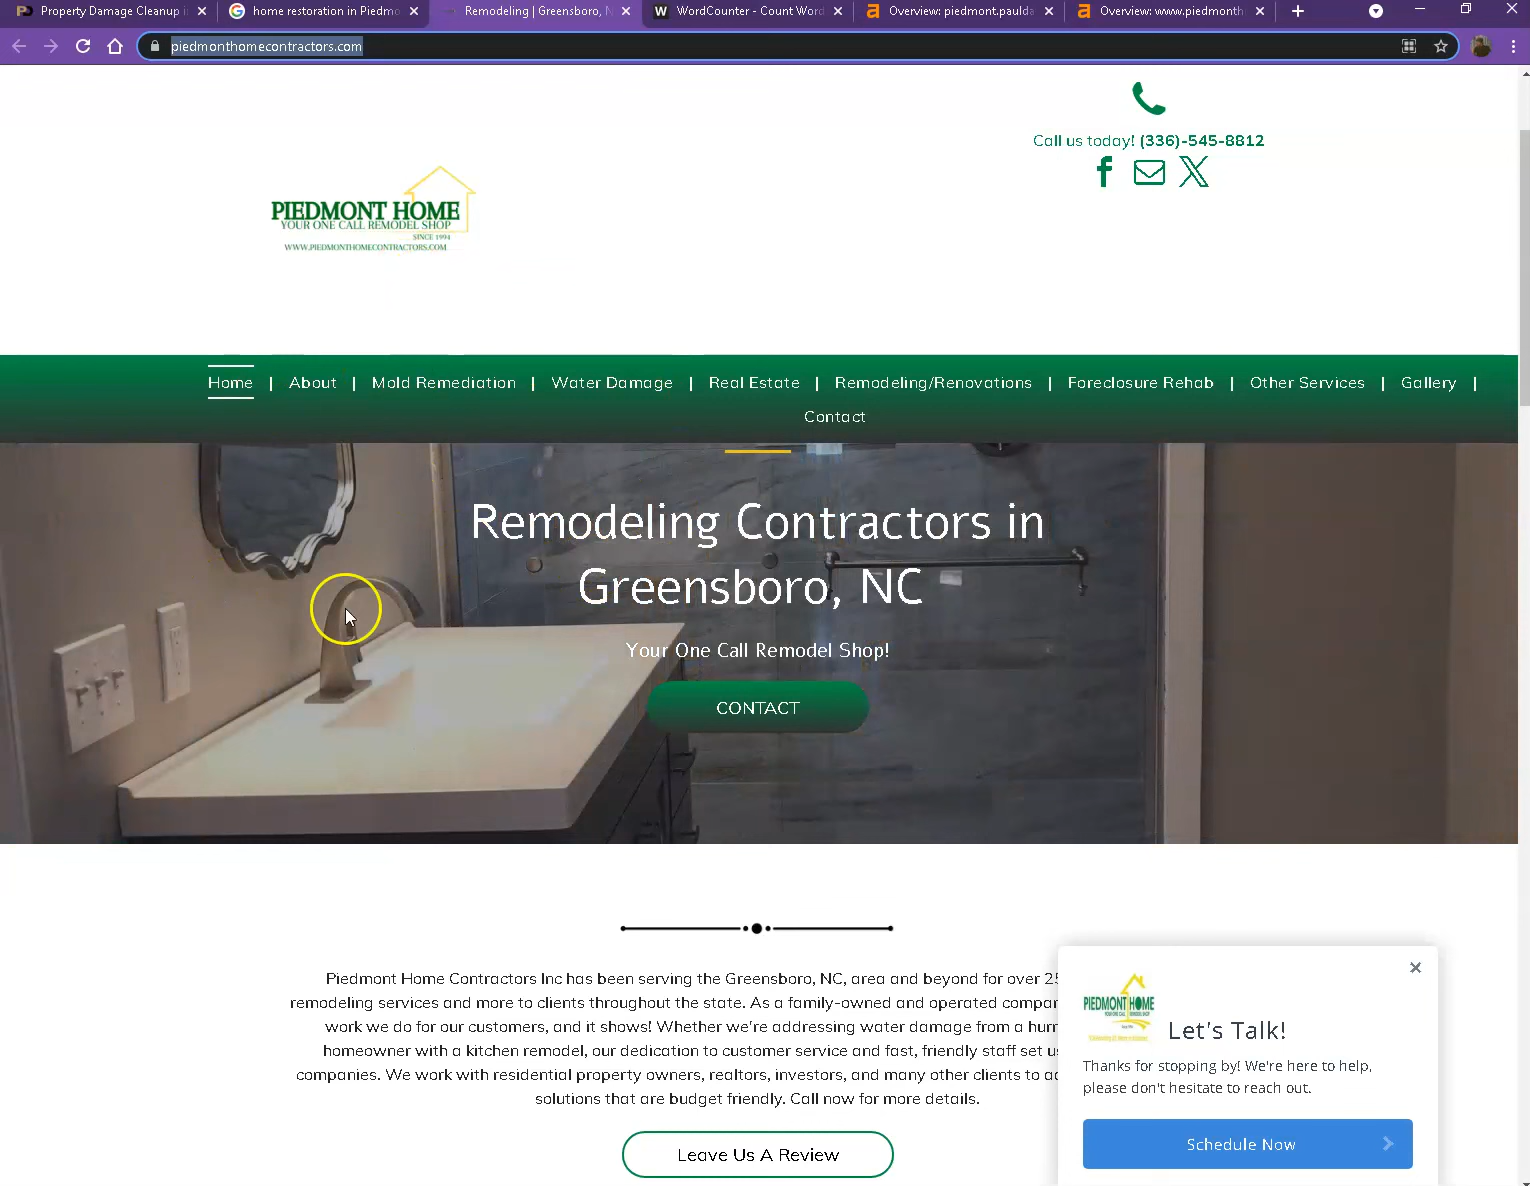 Property Damage Cleanup i
home restoration in Piedmo
Remodeling | Greensboro, N
WordCounter - Count Word
Overview: piedmont.paulda
Overview: www.piedmonth
piedmonthomecontractors.com
Call us today! (336)-545-8812
PIEDMONT HOME
YOUR ONE CALL REMODEL SHOP
SINCE 1994
WWW.PIEDMONTHOMECONTRACTORS.COM
Home | About | Mold Remediation | Water Damage | Real Estate | Remodeling/Renovations | Foreclosure Rehab | Other Services | Gallery |
Contact
Remodeling Contractors in
Greensboro, NC
Your One Call Remodel Shop!
CONTACT
Piedmont Home Contractors Inc has been serving the Greensboro, NC, area and beyond for over 25
remodeling services and more to clients throughout the state. As a family-owned and operated compan
work we do for our customers, and it shows! Whether we're addressing water damage from a hurr
homeowner with a kitchen remodel, our dedication to customer service and fast, friendly staff set us
companies. We work with residential property owners, realtors, investors, and many other clients to
solutions that are budget friendly. Call now for more details.
Leave Us A Review
PIEDMONT HOME
YOUR ONE CALL REMODEL SHOP
Let's Talk!
Thanks for stopping by! We're here to help,
please don't hesitate to reach out.
Schedule Now